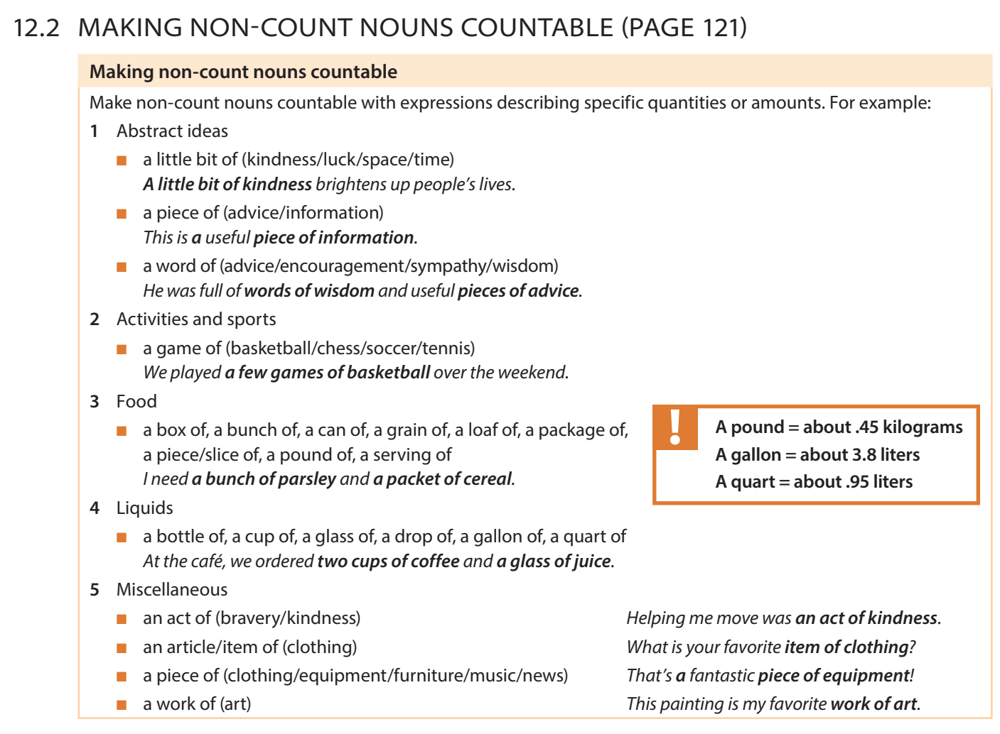 12.2 MAKING NON-COUNT NOUNS COUNTABLE (PAGE 121)
Making non-count nouns countable
Make non-count nouns countable with expressions describing specific quantities or amounts. For example:
1 Abstract ideas
■ a little bit of (kindness/luck/space/time)
A little bit of kindness brightens up people's lives.
■ a piece of (advice/information)
This is a useful piece of information.
■ a word of (advice/encouragement/sympathy/wisdom)
He was full of words of wisdom and useful pieces of advice.
2 Activities and sports
■ a game of (basketball/chess/soccer/tennis)
We played a few games of basketball over the weekend.
3 Food
■ a box of, a bunch of, a can of, a grain of, a loaf of, a package of,
a piece/slice of, a pound of, a serving of
I need a bunch of parsley and a packet of cereal.
!
A pound = about .45 kilograms
A gallon = about 3.8 liters
A quart = about .95 liters
4 Liquids
■ a bottle of, a cup of, a glass of, a drop of, a gallon of, a quart of
At the café, we ordered two cups of coffee and a glass of juice.
5 Miscellaneous
■ an act of (bravery/kindness) Helping me move was an act of kindness.
■ an article/item of (clothing) What is your favorite item of clothing?
■ a piece of (clothing/equipment/furniture/music/news) That's a fantastic piece of equipment!
■ a work of (art) This painting is my favorite work of art.